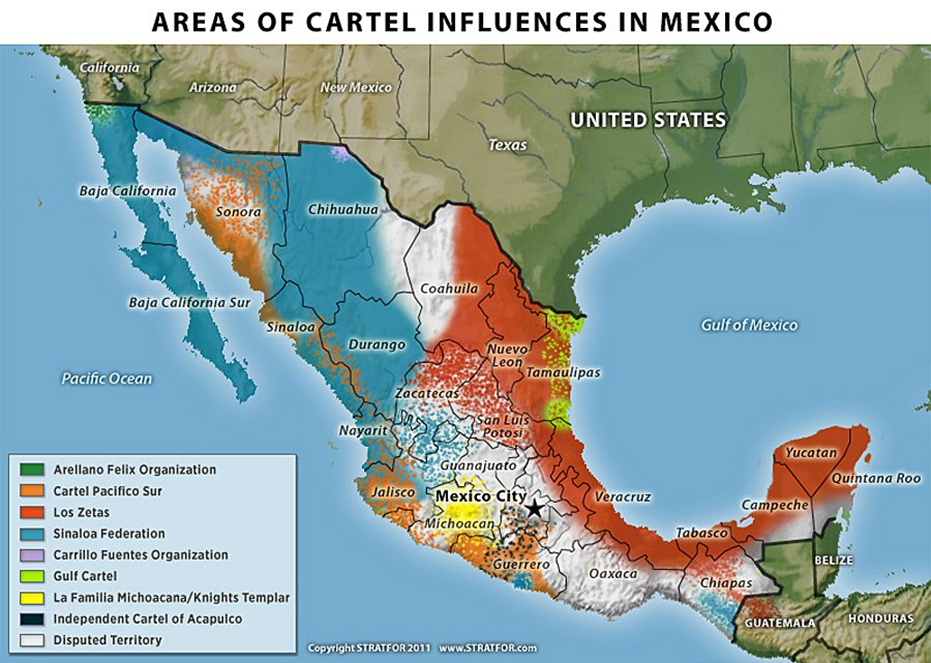 AREAS OF CARTEL INFLUENCES IN MEXICO
California
Arizona
New Mexico
Texas
UNITED STATES
Baja California
Sonora
Chihuahua
Coahuila
Baja California Sur
Sinaloa
Durango
Nuevo
Leon
Tamaulipas
Gulf of Mexico
Pacific Ocean
Zacatecas
Nayarit
San Luis
Potosi
Guanajuato
Yucatan
Quintana Roo
Jalisco
Mexico City
Veracruz
Campeche
Michoacan
Tabasco
Guerrero
Oaxaca
Chiapas
BELIZE
GUATEMALA
HONDURAS
Arellano Felix Organization
Cartel Pacifico Sur
Los Zetas
Sinaloa Federation
Carrillo Fuentes Organization
Gulf Cartel
La Familia Michoacana/Knights Templar
Independent Cartel of Acapulco
Disputed Territory
Copyright STRATFOR 2011 www.STRATFOR.com